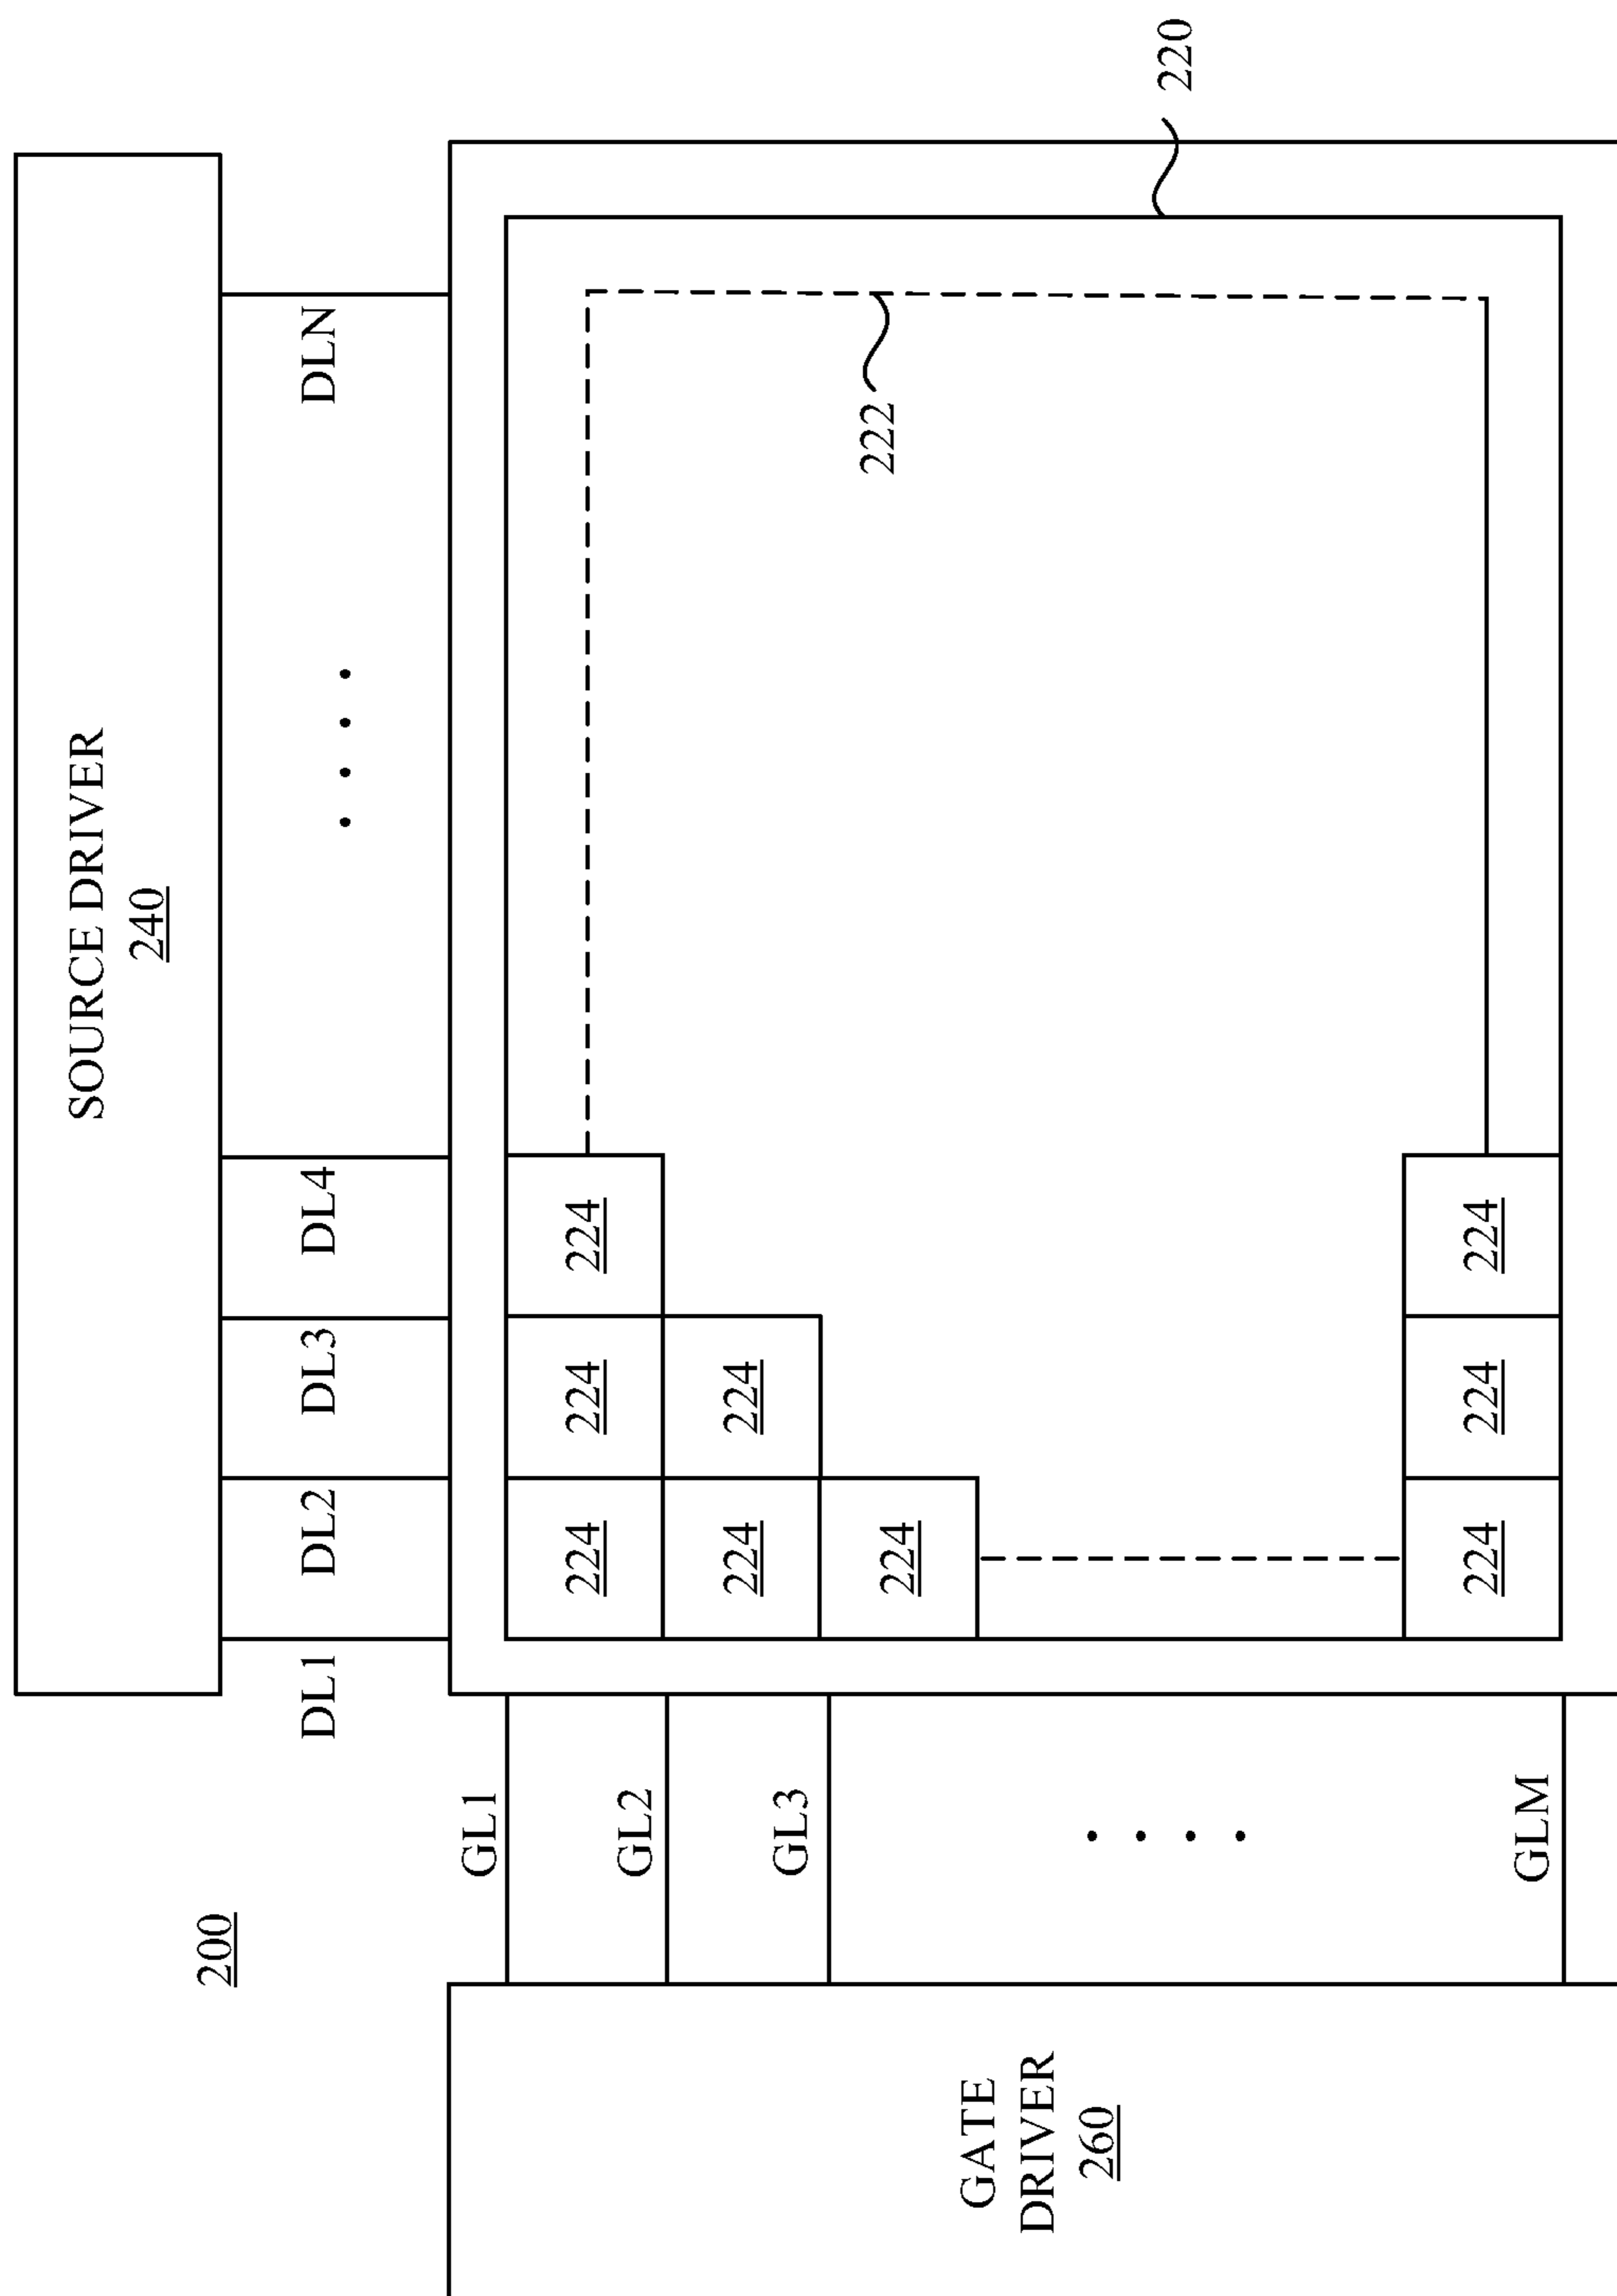 SOURCE DRIVER
240
200
DL1 DL2 DL3 DL4 DLN
GL1
224 224 224
GL2
224 224
GL3
222
224
GATE
DRIVER
260
220
224 224 224
GLM